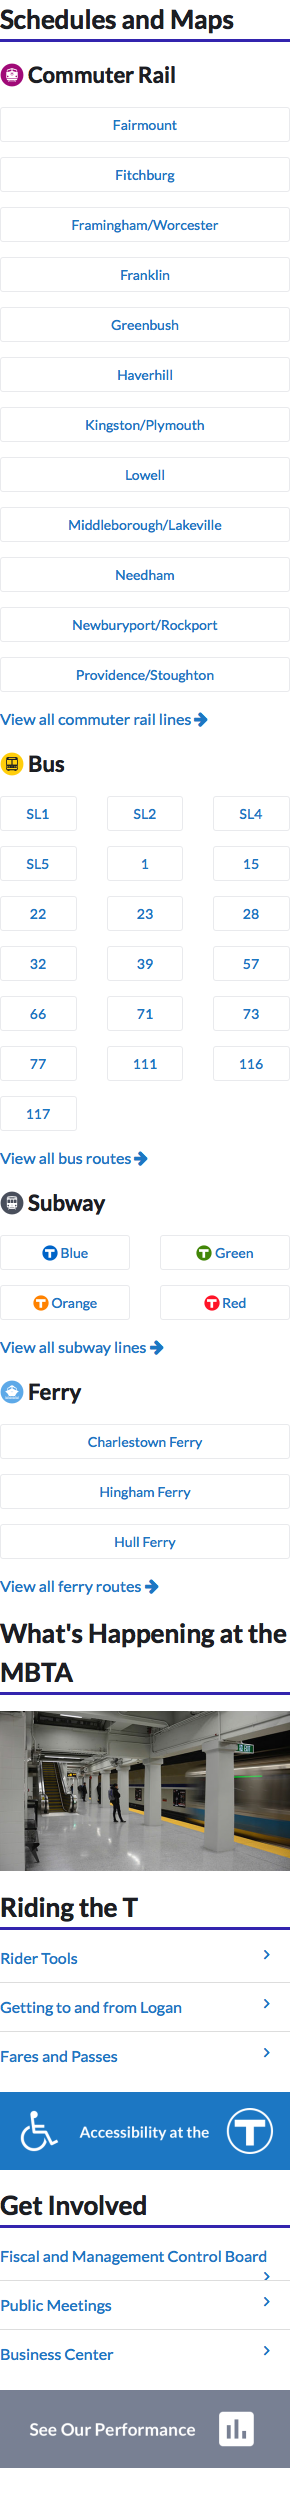 Schedules and Maps
Commuter Rail
Fairmount
Fitchburg
Framingham/Worcester
Franklin
Greenbush
Haverhill
Kingston/Plymouth
Lowell
Middleborough/Lakeville
Needham
Newburyport/Rockport
Providence/Stoughton
View all commuter rail lines
Bus
SL1 SL2 SL4
SL5 1 15
22 23 28
32 39 57
66 71 73
77 111 116
117
View all bus routes
Subway
T Blue T Green
T Orange T Red
View all subway lines
Ferry
Charlestown Ferry
Hingham Ferry
Hull Ferry
View all ferry routes
What's Happening at the
MBTA
Riding the T
Rider Tools
Getting to and from Logan
Fares and Passes
Accessibility at the T
Get Involved
Fiscal and Management Control Board
Public Meetings
Business Center
See Our Performance